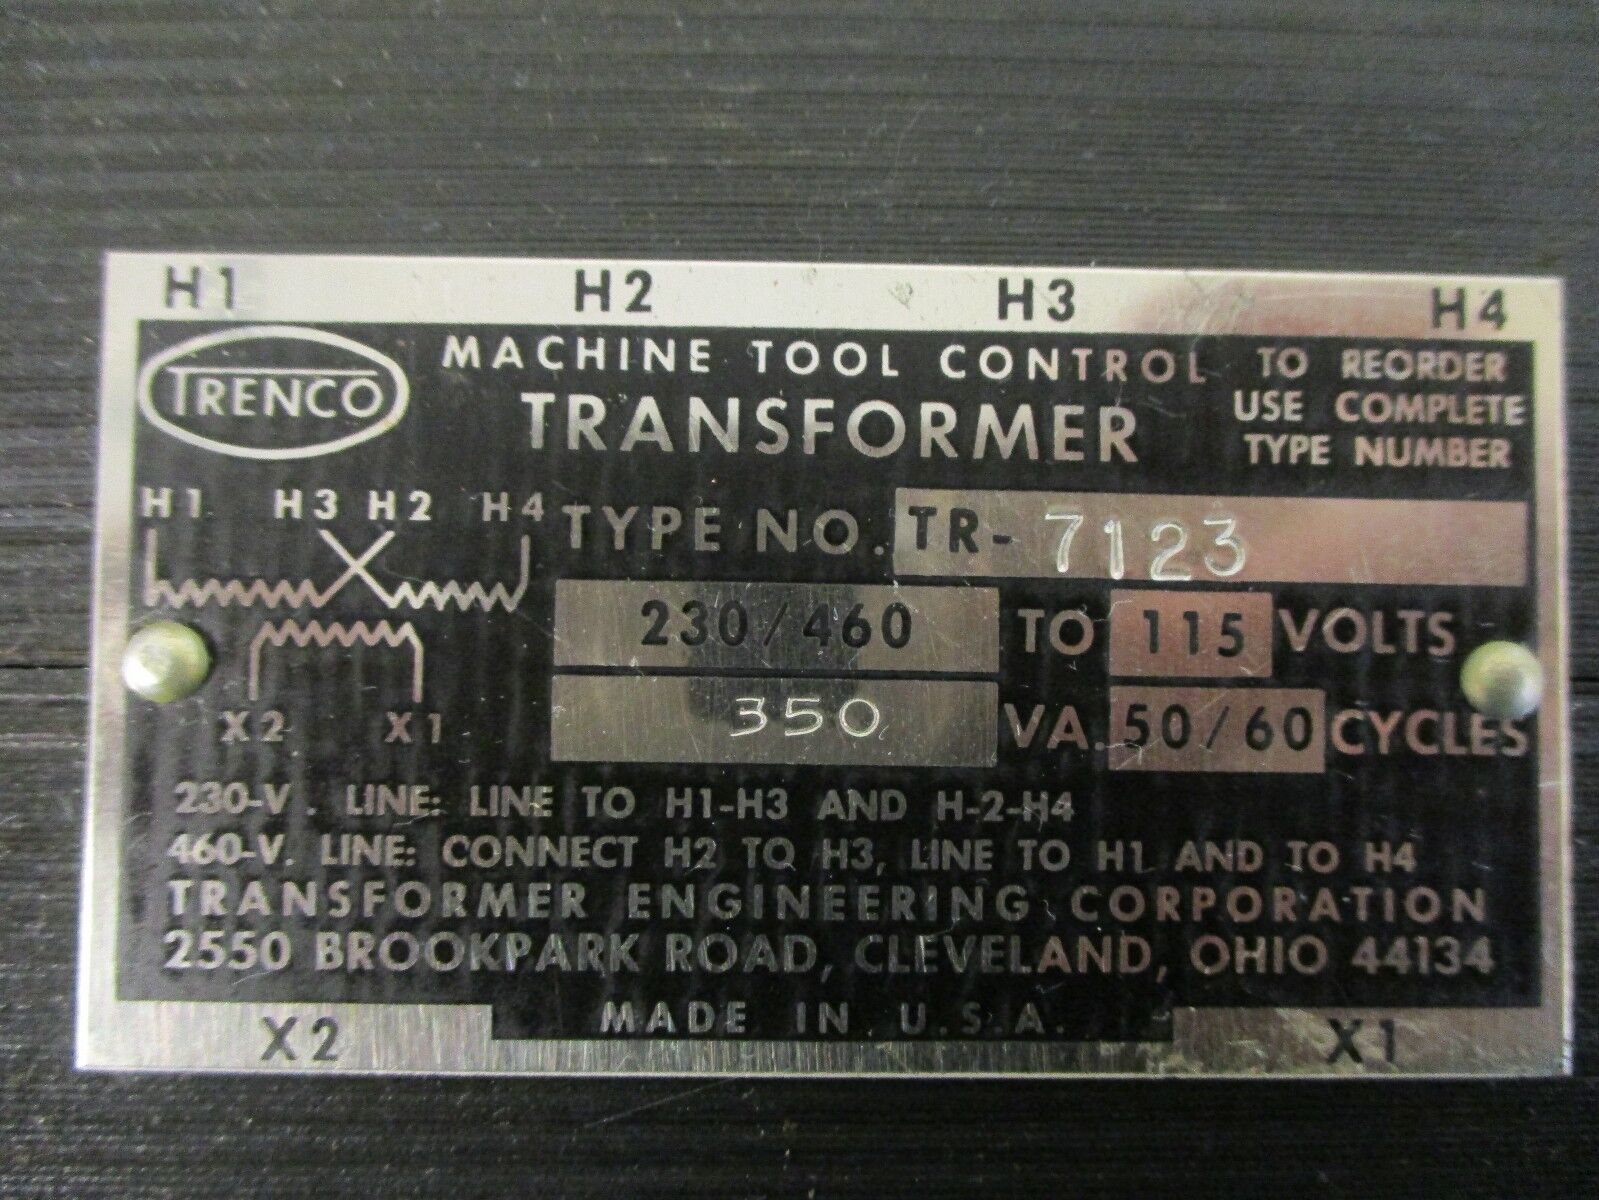 H1 H2 H3 H4
TRENCO
MACHINE TOOL CONTROL
TRANSFORMER
TO REORDER
USE COMPLETE
TYPE NUMBER
H1 H3 H2 H4
X2 X1
TYPE NO. TR- 7123
230/460 TO 115 VOLTS
350 VA. 50/60 CYCLES
230-V. LINE: LINE TO H1-H3 AND H-2-H4
460-V. LINE: CONNECT H2 TO H3, LINE TO H1 AND TO H4
TRANSFORMER ENGINEERING CORPORATION
2550 BROOKPARK ROAD, CLEVELAND, OHIO 44134
MADE IN U.S.A.
X2 X1